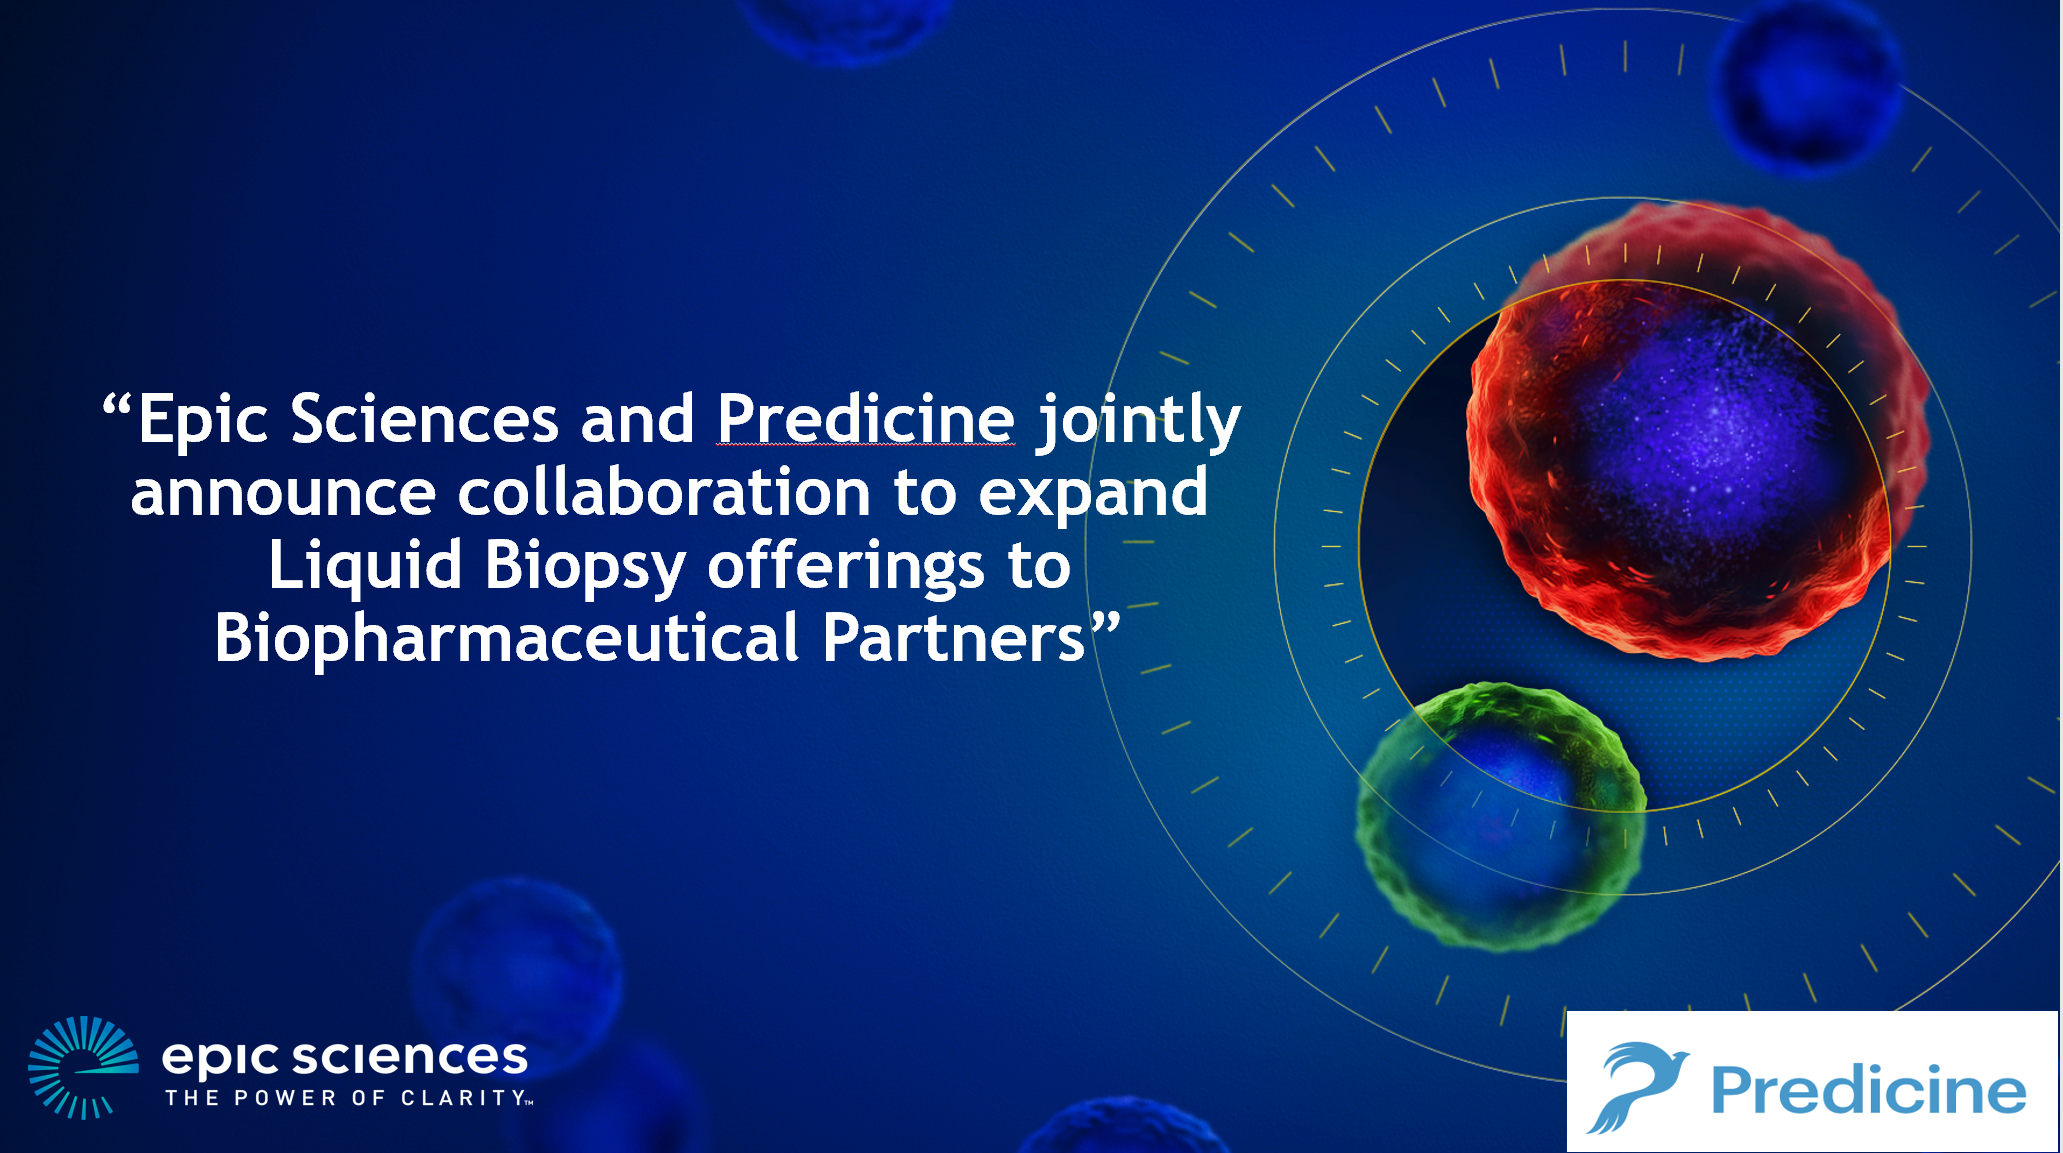 “Epic Sciences and Predicine jointly
announce collaboration to expand
Liquid Biopsy offerings to
Biopharmaceutical Partners”
epic sciences
THE POWER OF CLARITY™
Predicine